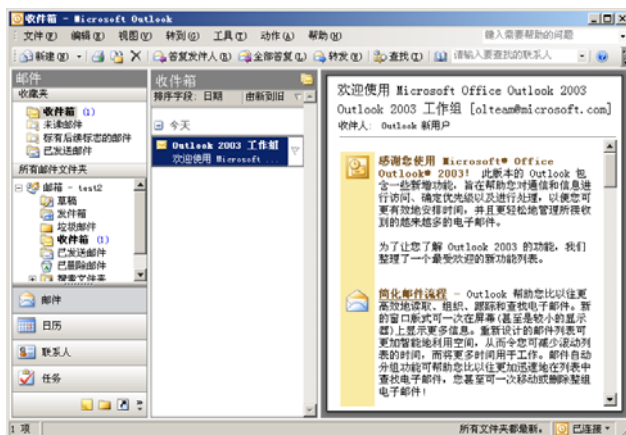 收件箱 - Microsoft Outlook
文件(F) 编辑(E) 视图(V) 转到(G) 工具(T) 动作(A) 帮助(H) 键入需要帮助的问题
新建(N) 答复发件人(R) 全部答复(L) 转发(W) 查找(I) 请输入要查找的联系人
邮件
收藏夹
收件箱 (1)
未读邮件
标有后续标志的邮件
已发送邮件
所有邮件文件夹
邮箱 - test2
草稿
发件箱
垃圾邮件
收件箱 (1)
已发送邮件
已删除邮件
搜索文件夹
邮件
日历
联系人
任务
收件箱
排序字段: 日期 由新到旧
今天
Outlook 2003 工作组
欢迎使用 Microsoft ...
欢迎使用 Microsoft Office Outlook 2003
Outlook 2003 工作组 [olteam@microsoft.com]
收件人: Outlook 新用户
感谢您使用 Microsoft® Office
Outlook® 2003! 此版本的 Outlook 包
含一些新增功能，旨在帮助您对通信和信息进
行访问、确定优先级以及进行处理，以便您可
更有效地安排时间，并且更轻松地管理所接收
到的越来越多的电子邮件。
为了让您了解 Outlook 2003 的功能，我们
整理了一个最受欢迎的新功能列表。
简化邮件流程 - Outlook 帮助您比以往更
高效地读取、组织、跟踪和查找电子邮件。新
的窗口版式可一次在屏幕(甚至是较小的显示
器)上显示更多信息。重新设计的邮件列表可
更加智能地利用空间，从而令您可减少滚动列
表的时间，而将更多时间用于工作。邮件自动
分组功能可帮助您比以往更加迅速地在列表中
查找电子邮件，您甚至可一次移动或删除整组
电子邮件！
1 项 所有文件夹都最新。 已连接